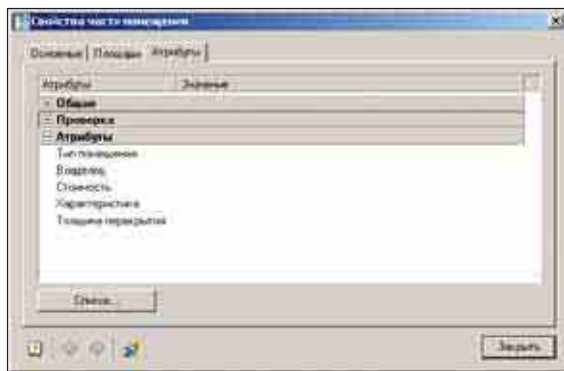 Свойства части помещения
Основные Площади Атрибуты
Атрибуты Значение
Общие
Проверка
Атрибуты
Тип помещения
Владелец
Стоимость
Характеристика
Толщина перекрытия
Список...
Закрыть